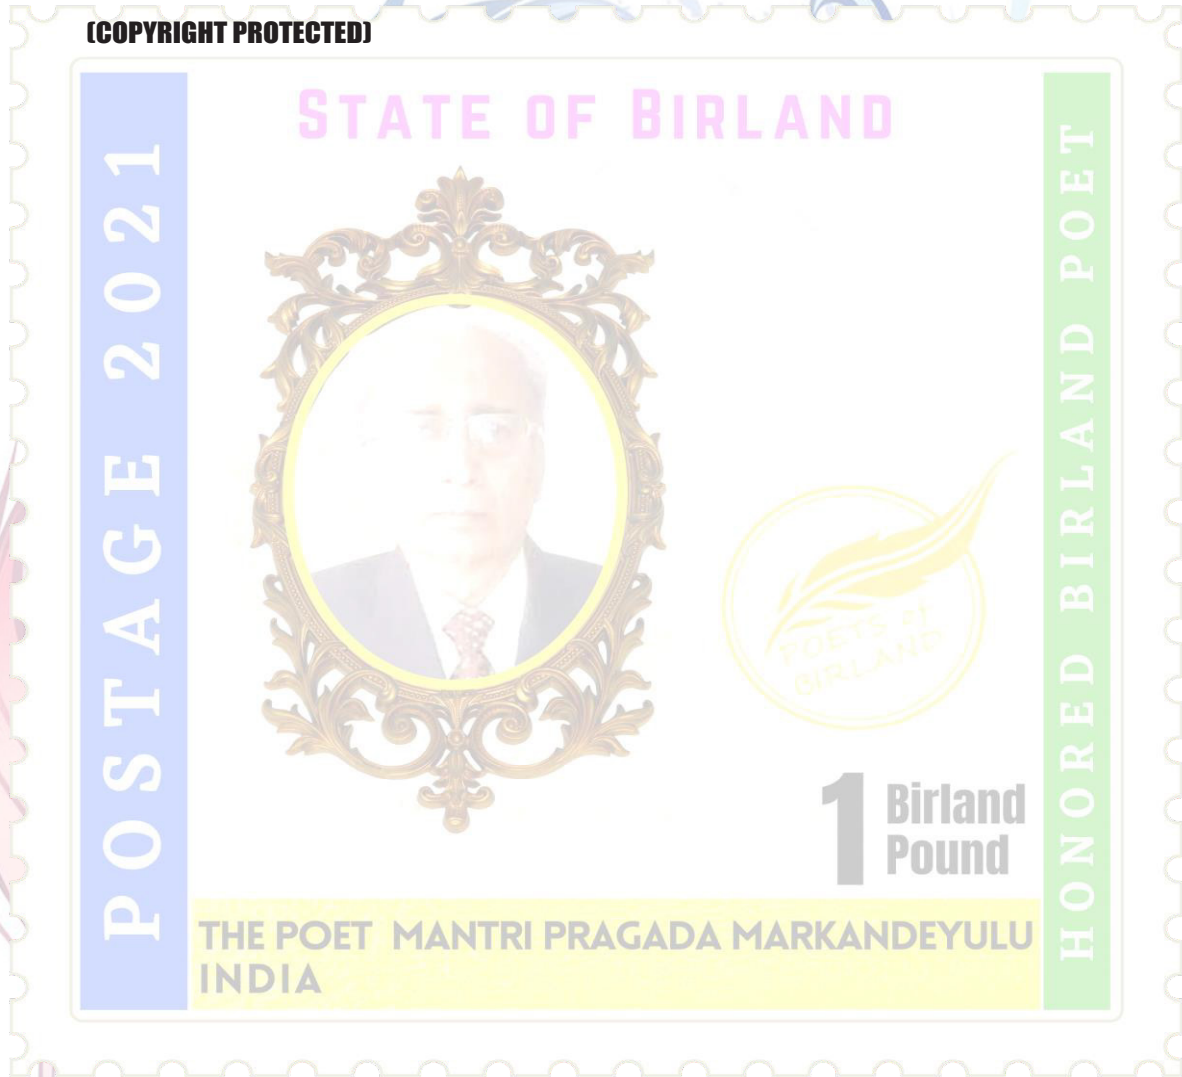 (COPYRIGHT PROTECTED)
STATE OF BIRLAND
POSTAGE 2021
HONORED BIRLAND POET
POETS of
BIRLAND
1 Birland
Pound
THE POET MANTRI PRAGADA MARKANDEYULU
INDIA